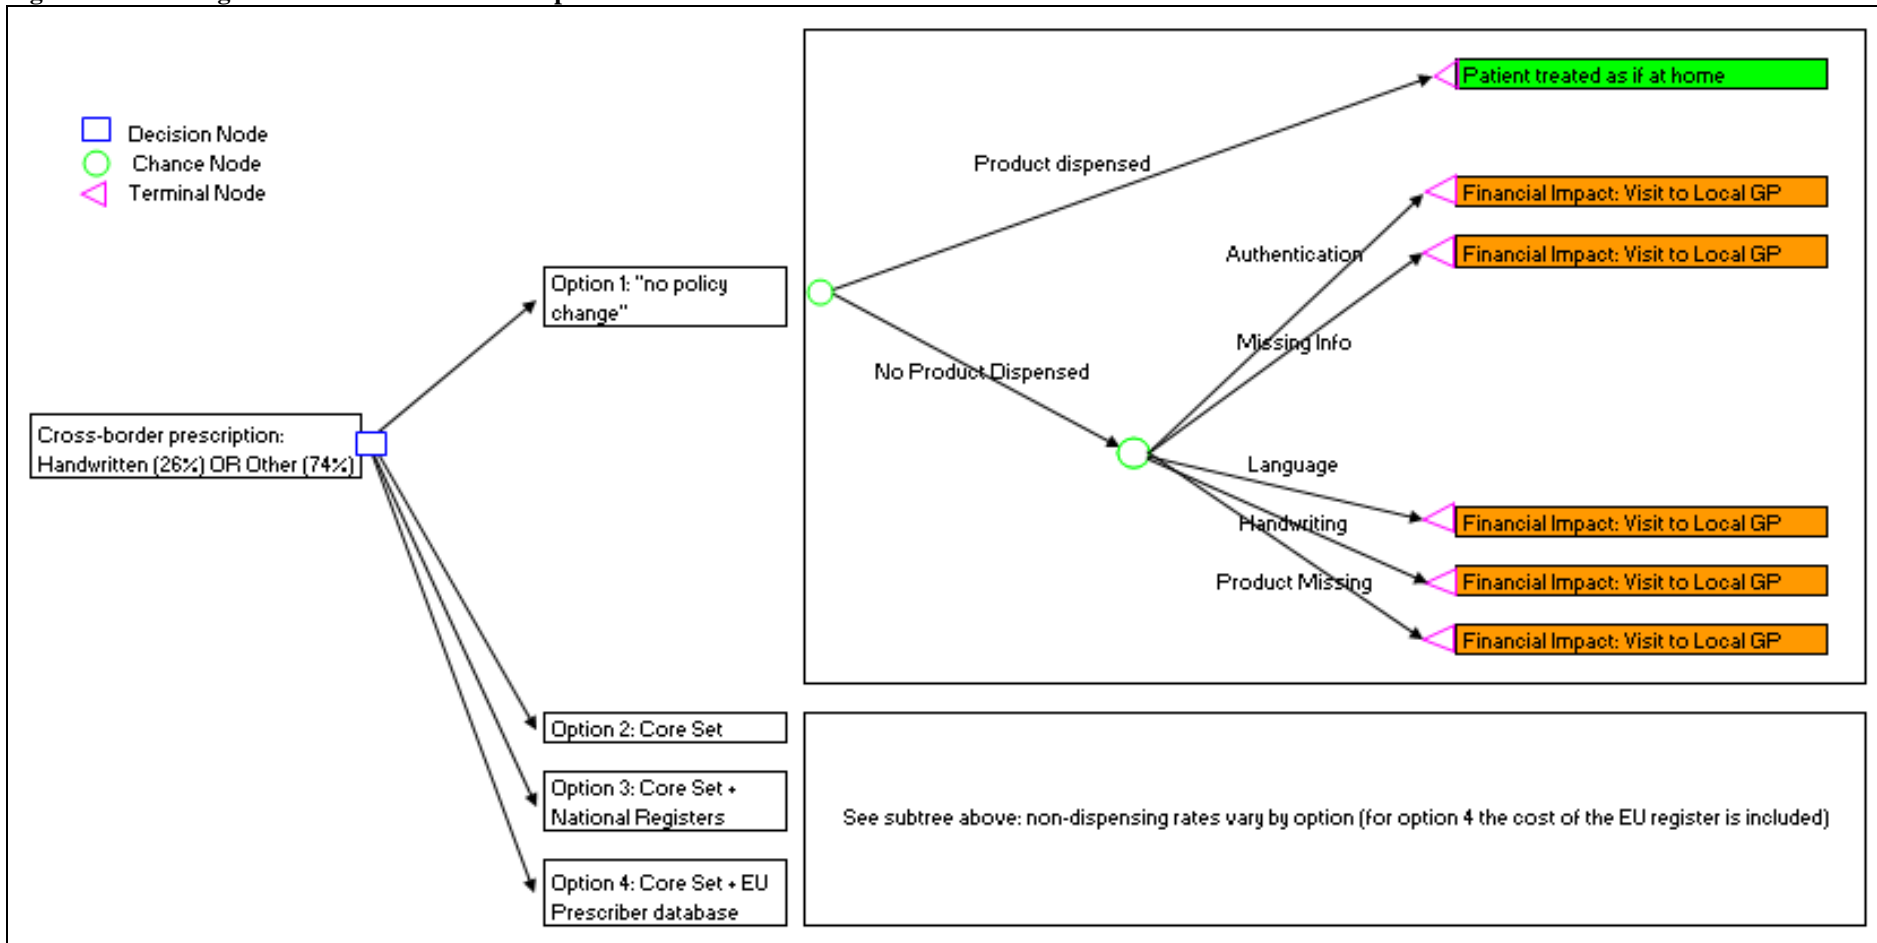 Decision Node
Chance Node
Terminal Node
Cross-border prescription:
Handwritten (26%) OR Other (74%)
Option 1: "no policy
change"
Product dispensed
No Product Dispensed
Patient treated as if at home
Authentication
Financial Impact: Visit to Local GP
Missing Info
Financial Impact: Visit to Local GP
Language
Financial Impact: Visit to Local GP
Handwriting
Financial Impact: Visit to Local GP
Product Missing
Financial Impact: Visit to Local GP
Option 2: Core Set
Option 3: Core Set +
National Registers
Option 4: Core Set + EU
Prescriber database
See subtree above: non-dispensing rates vary by option (for option 4 the cost of the EU register is included)